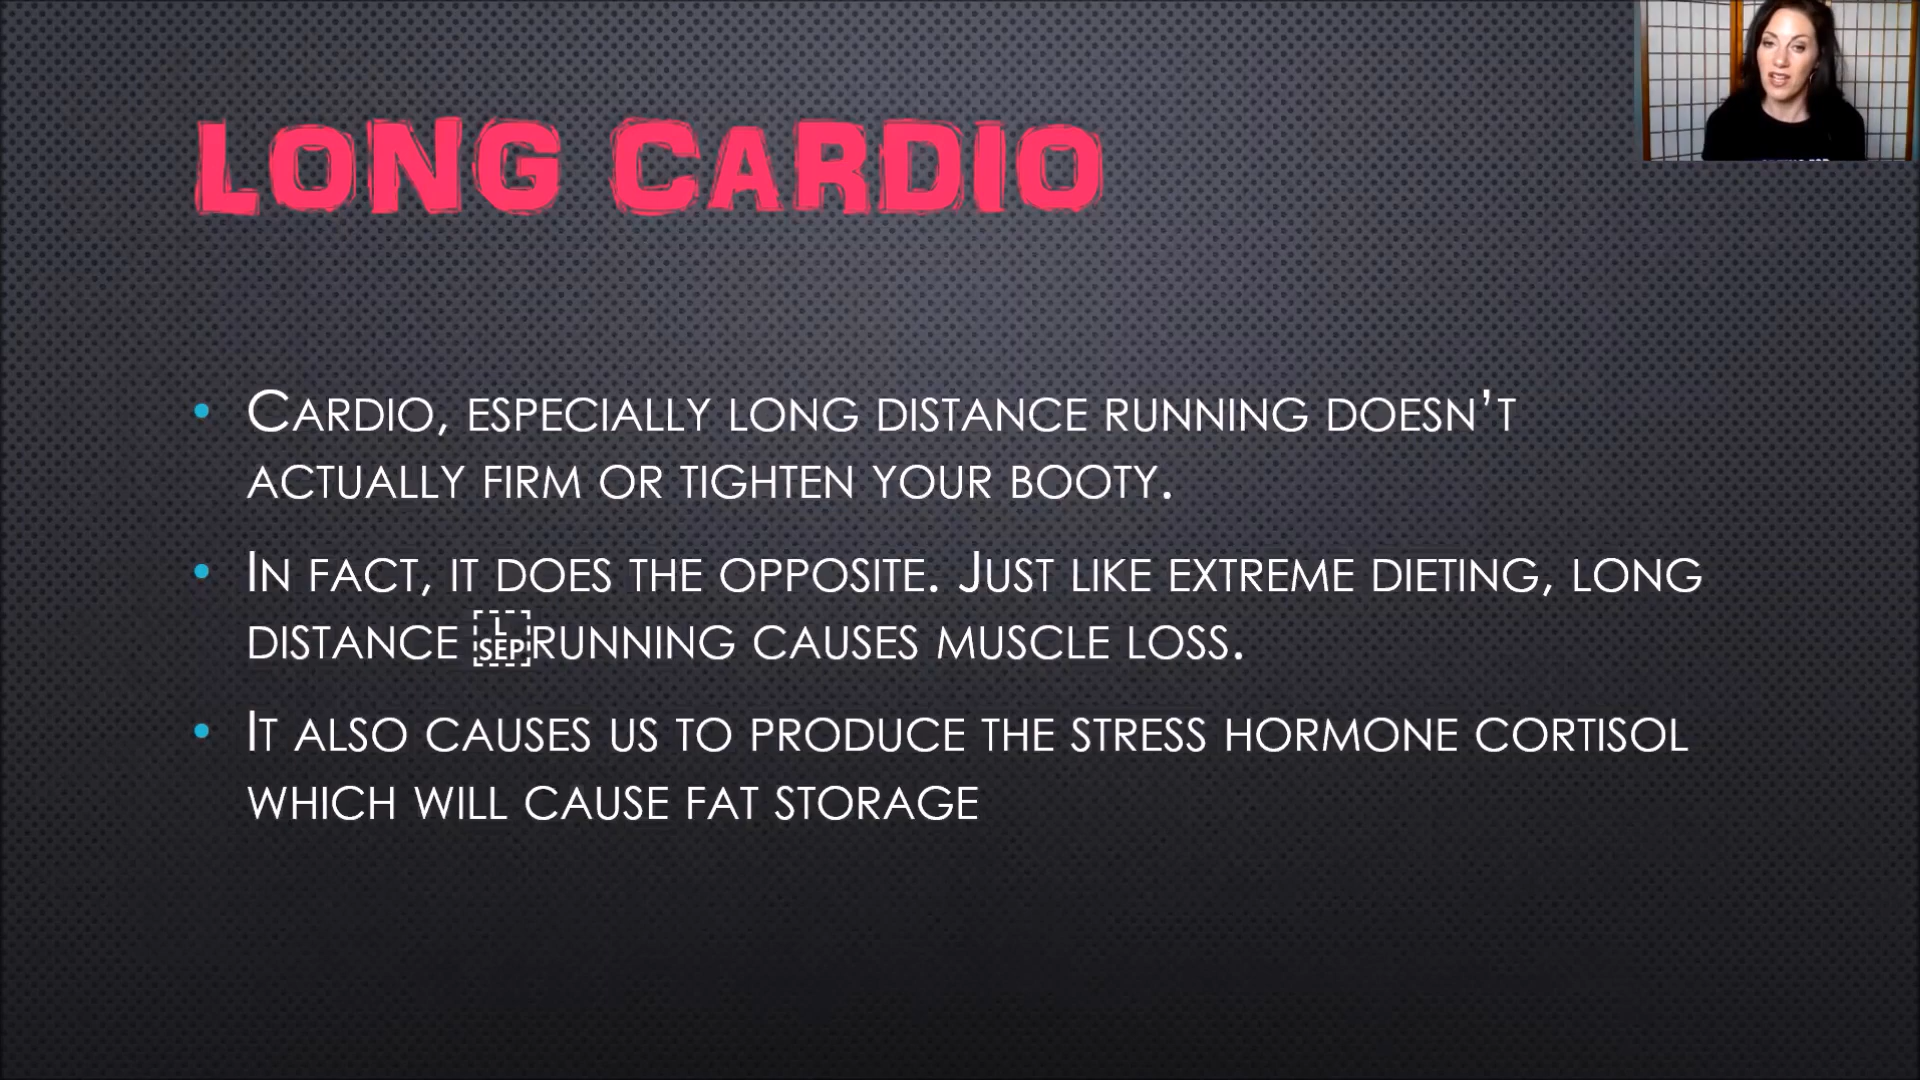 LONG CARDIO
• CARDIO, ESPECIALLY LONG DISTANCE RUNNING DOESN'T
ACTUALLY FIRM OR TIGHTEN YOUR BOOTY.
• IN FACT, IT DOES THE OPPOSITE. JUST LIKE EXTREME DIETING, LONG
DISTANCE L SEP RUNNING CAUSES MUSCLE LOSS.
• IT ALSO CAUSES US TO PRODUCE THE STRESS HORMONE CORTISOL
WHICH WILL CAUSE FAT STORAGE